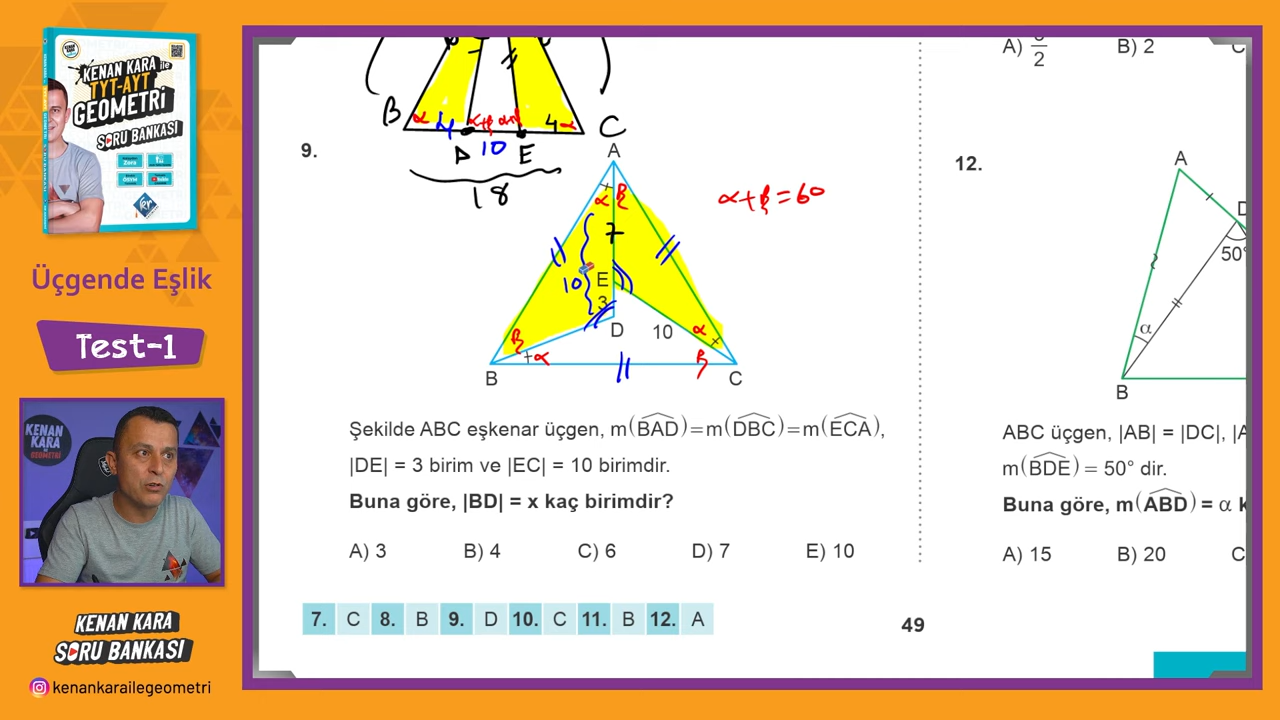 KENAN KARA ile
TYT-AYT
GEOMETRİ
SORU BANKASI
Üçgende Eşlik
Test-1
KENAN KARA
SORU BANKASI
kenankarailegeometri
B α 4 α+β 4 α C
D 10 E
18
A) 2
B) 2
C
9.
A
α β
α+β=60
7
10
E
3
D
10
β α
α β
B
C
Şekilde ABC eşkenar üçgen, m(BAD)=m(DBC)=m(ECA),
|DE| = 3 birim ve |EC| = 10 birimdir.
Buna göre, |BD| = x kaç birimdir?
A) 3 B) 4 C) 6 D) 7 E) 10
7. C 8. B 9. D 10. C 11. B 12. A
49
12.
A
D
50°
α
B
ABC üçgen, |AB| = |DC|, |A
m(BDE) = 50° dir.
Buna göre, m(ABD) = α k
A) 15 B) 20 C